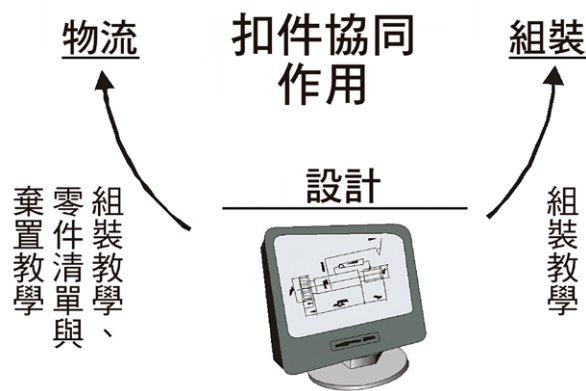 物流
扣件協同
作用
組裝
設計
組裝教學、
零件清單與
棄置教學
組裝教學